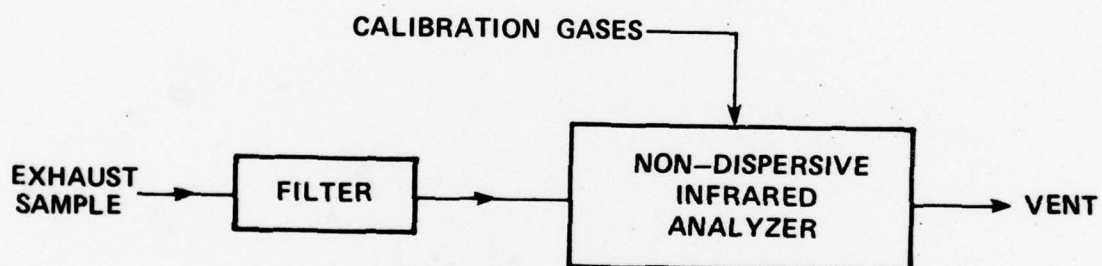 CALIBRATION GASES
EXHAUST
SAMPLE
FILTER
NON–DISPERSIVE
INFRARED
ANALYZER
VENT